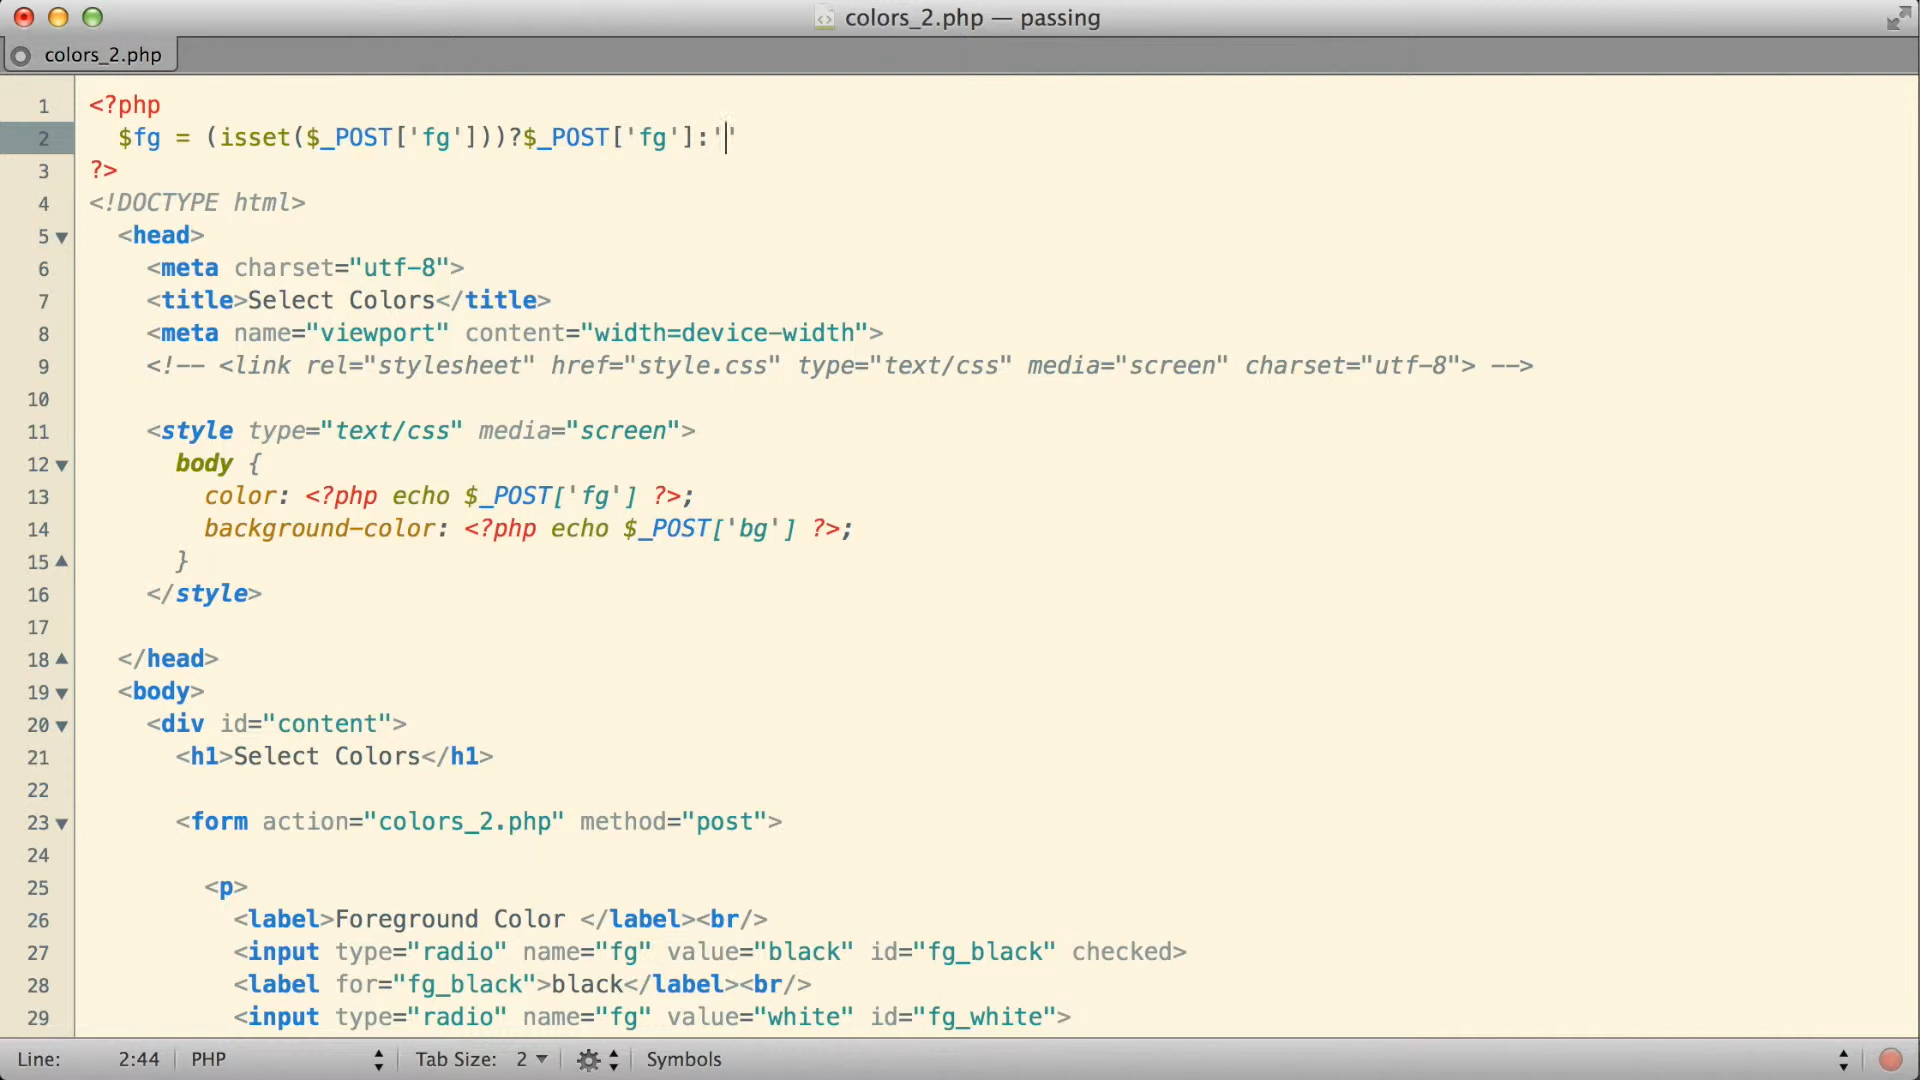 colors_2.php — passing
colors_2.php
1 <?php
2 $fg = (isset($_POST['fg']))?$_POST['fg']:''
3 ?>
4 <!DOCTYPE html>
5 <head>
6 <meta charset="utf-8">
7 <title>Select Colors</title>
8 <meta name="viewport" content="width=device-width">
9 <!-- <link rel="stylesheet" href="style.css" type="text/css" media="screen" charset="utf-8"> -->
10
11 <style type="text/css" media="screen">
12 body {
13 color: <?php echo $_POST['fg'] ?>;
14 background-color: <?php echo $_POST['bg'] ?>;
15 }
16 </style>
17
18 </head>
19 <body>
20 <div id="content">
21 <h1>Select Colors</h1>
22
23 <form action="colors_2.php" method="post">
24
25 <p>
26 <label>Foreground Color </label><br/>
27 <input type="radio" name="fg" value="black" id="fg_black" checked>
28 <label for="fg_black">black</label><br/>
29 <input type="radio" name="fg" value="white" id="fg_white">
Line: 2:44 PHP Tab Size: 2 Symbols